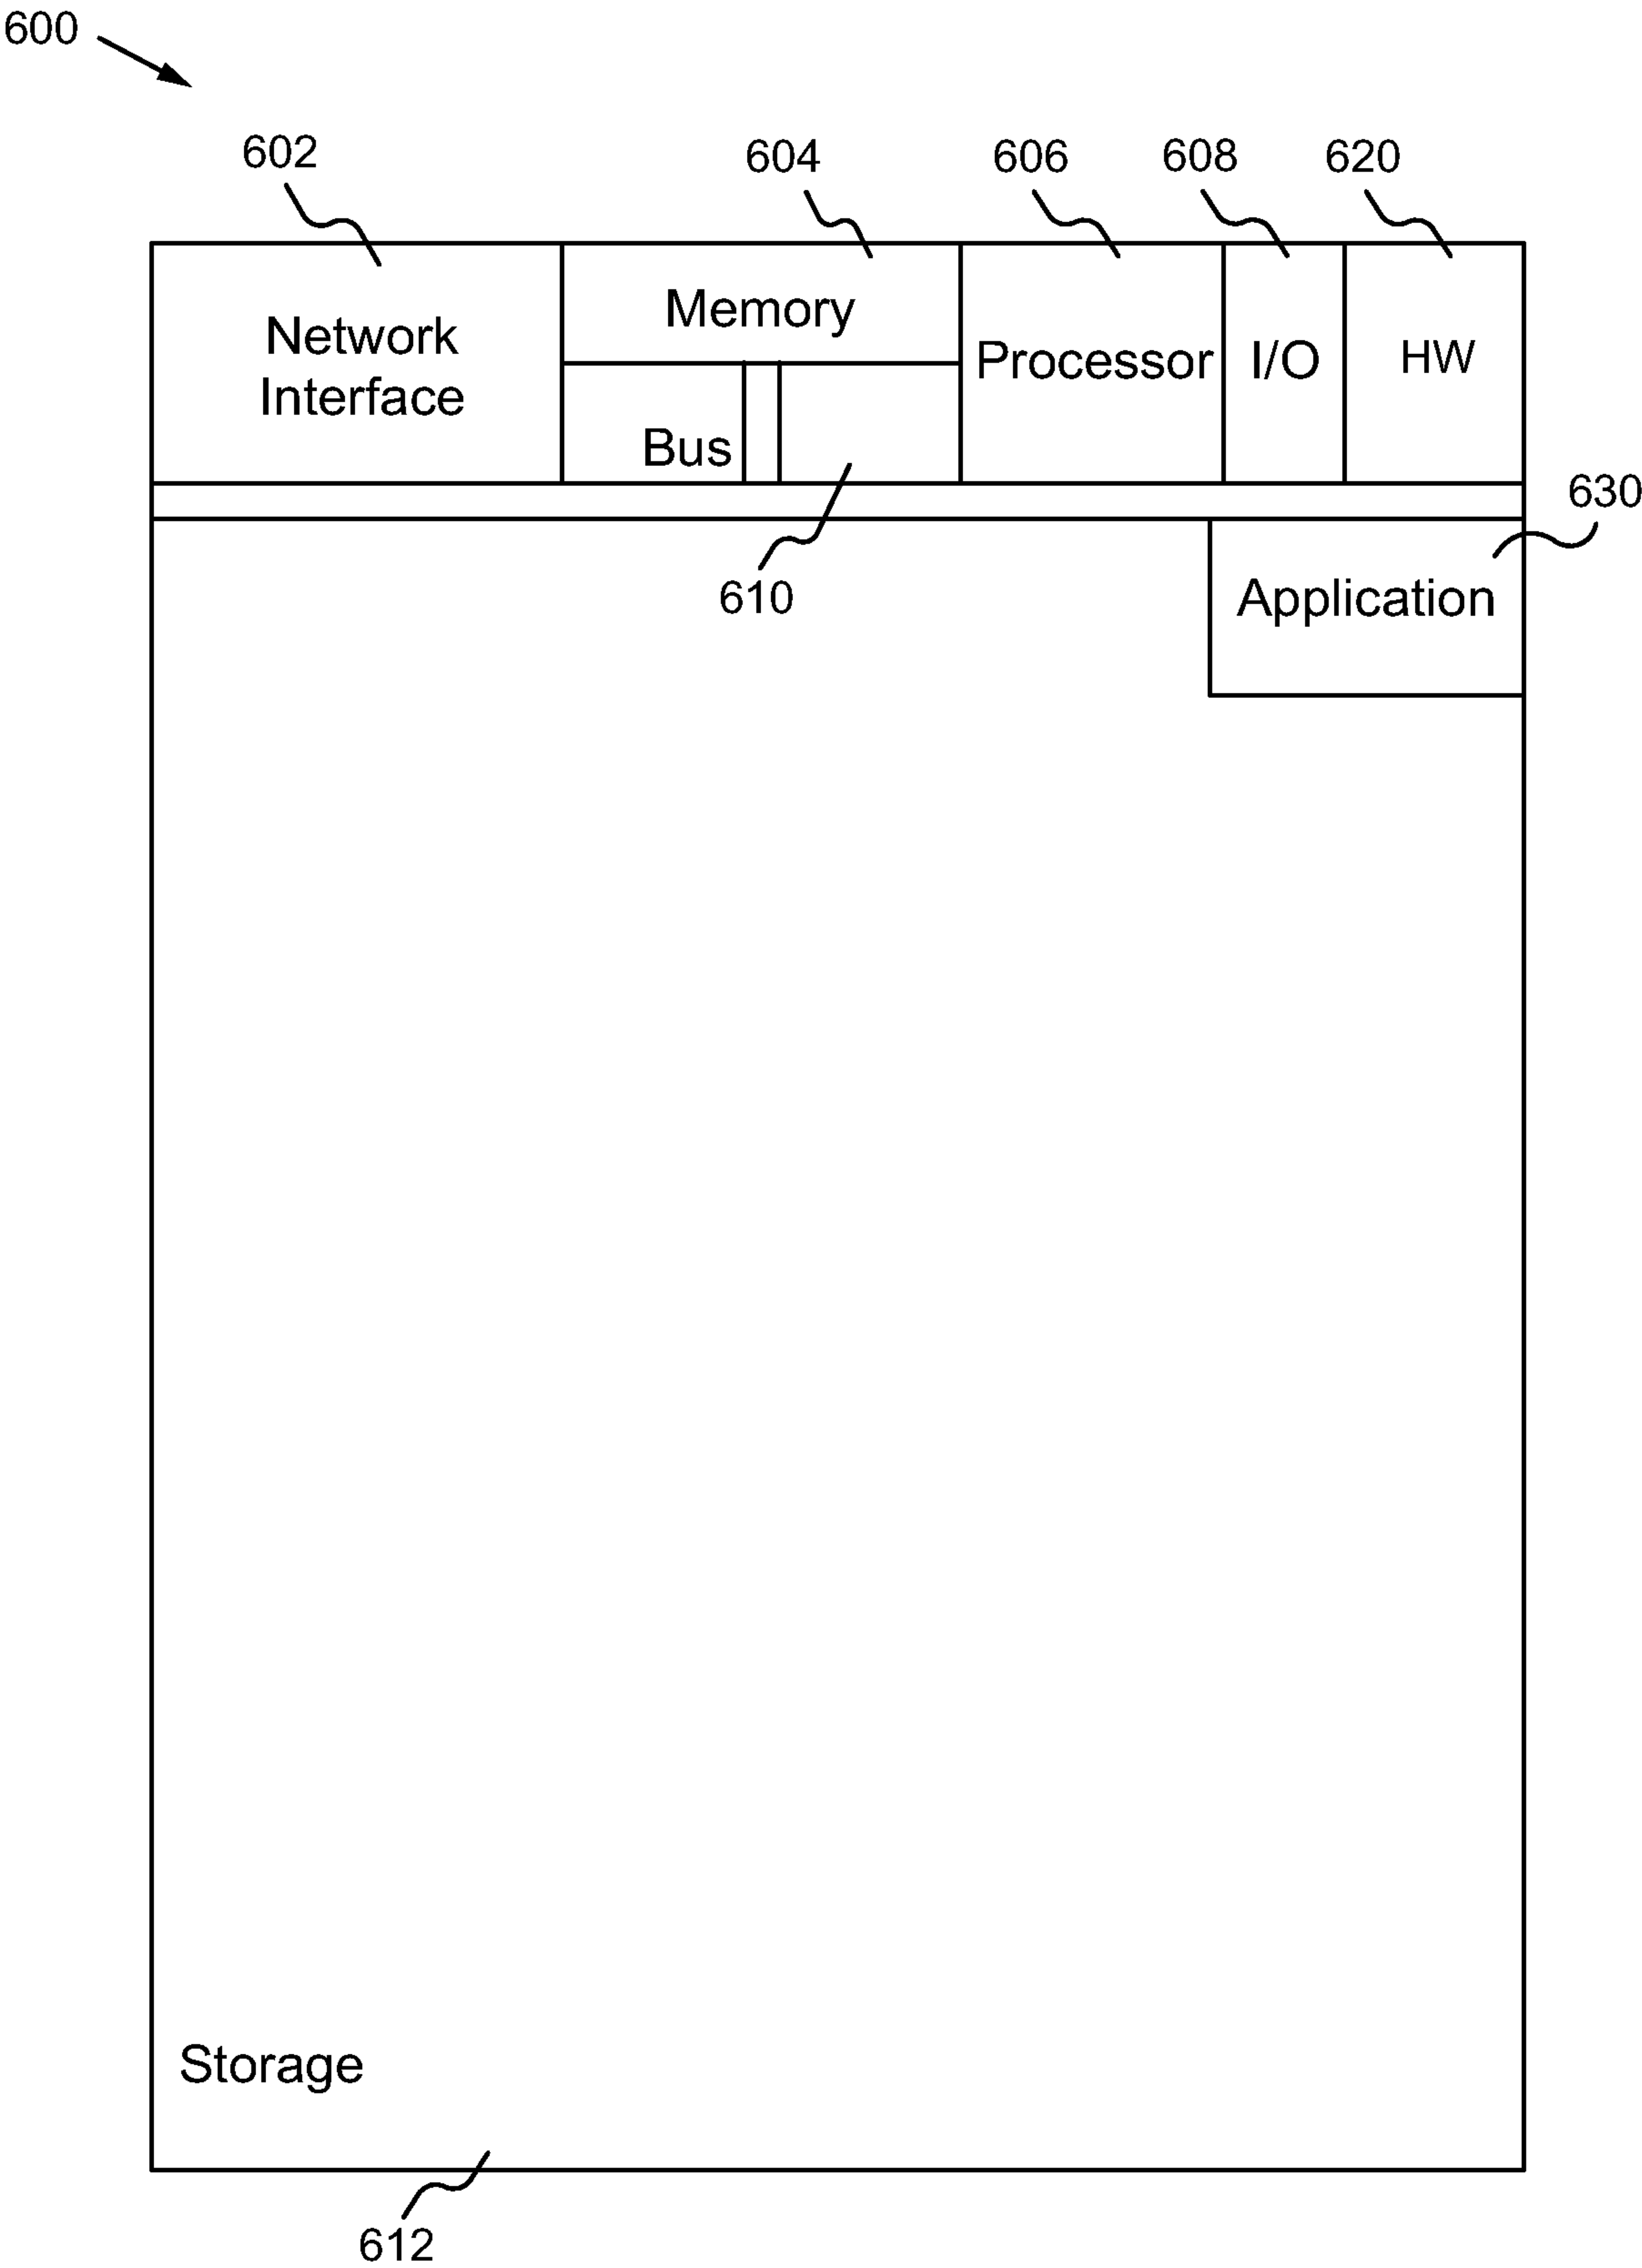 600
602
604
606
608
620
Network
Interface
Memory
Bus
Processor
I/O
HW
630
610
Application
Storage
612